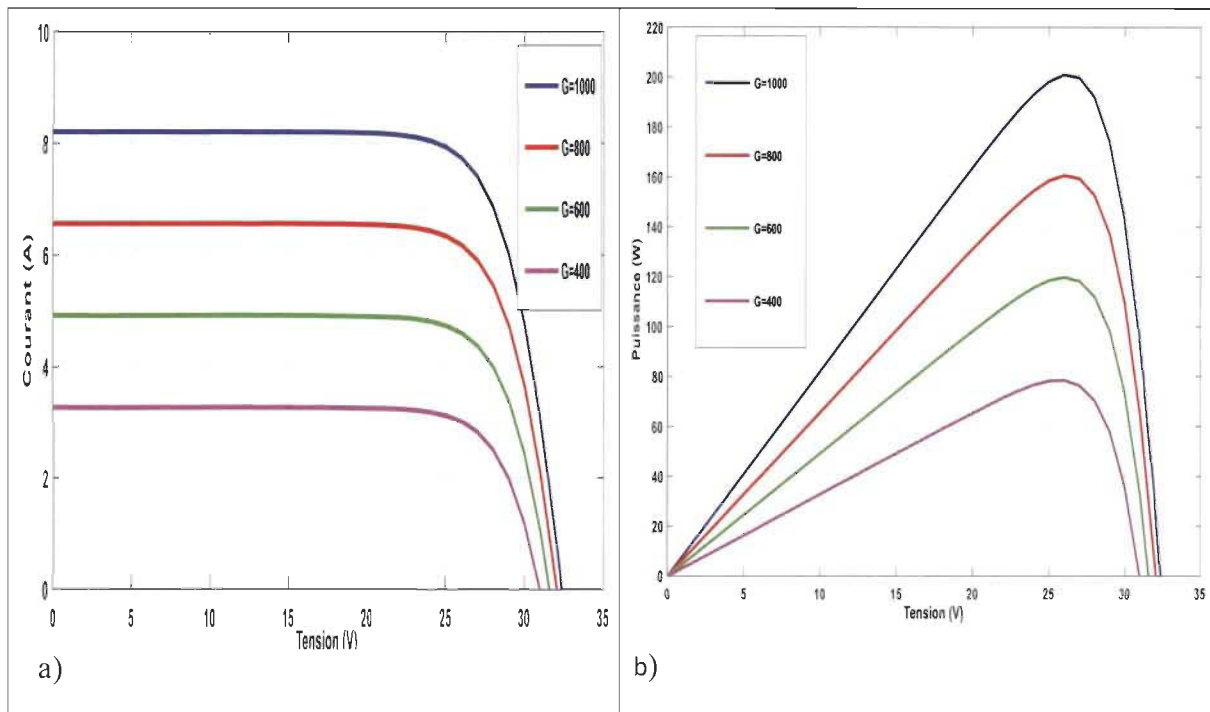 10
8
6
4
2
0
Courant (A)
G=1000
G=800
G=600
G=400
0 5 10 15 20 25 30 35
Tension (V)
a)
220
200
180
160
140
120
100
80
60
40
20
0
Puissance (W)
G=1000
G=800
G=600
G=400
0 5 10 15 20 25 30 35
Tension (V)
b)